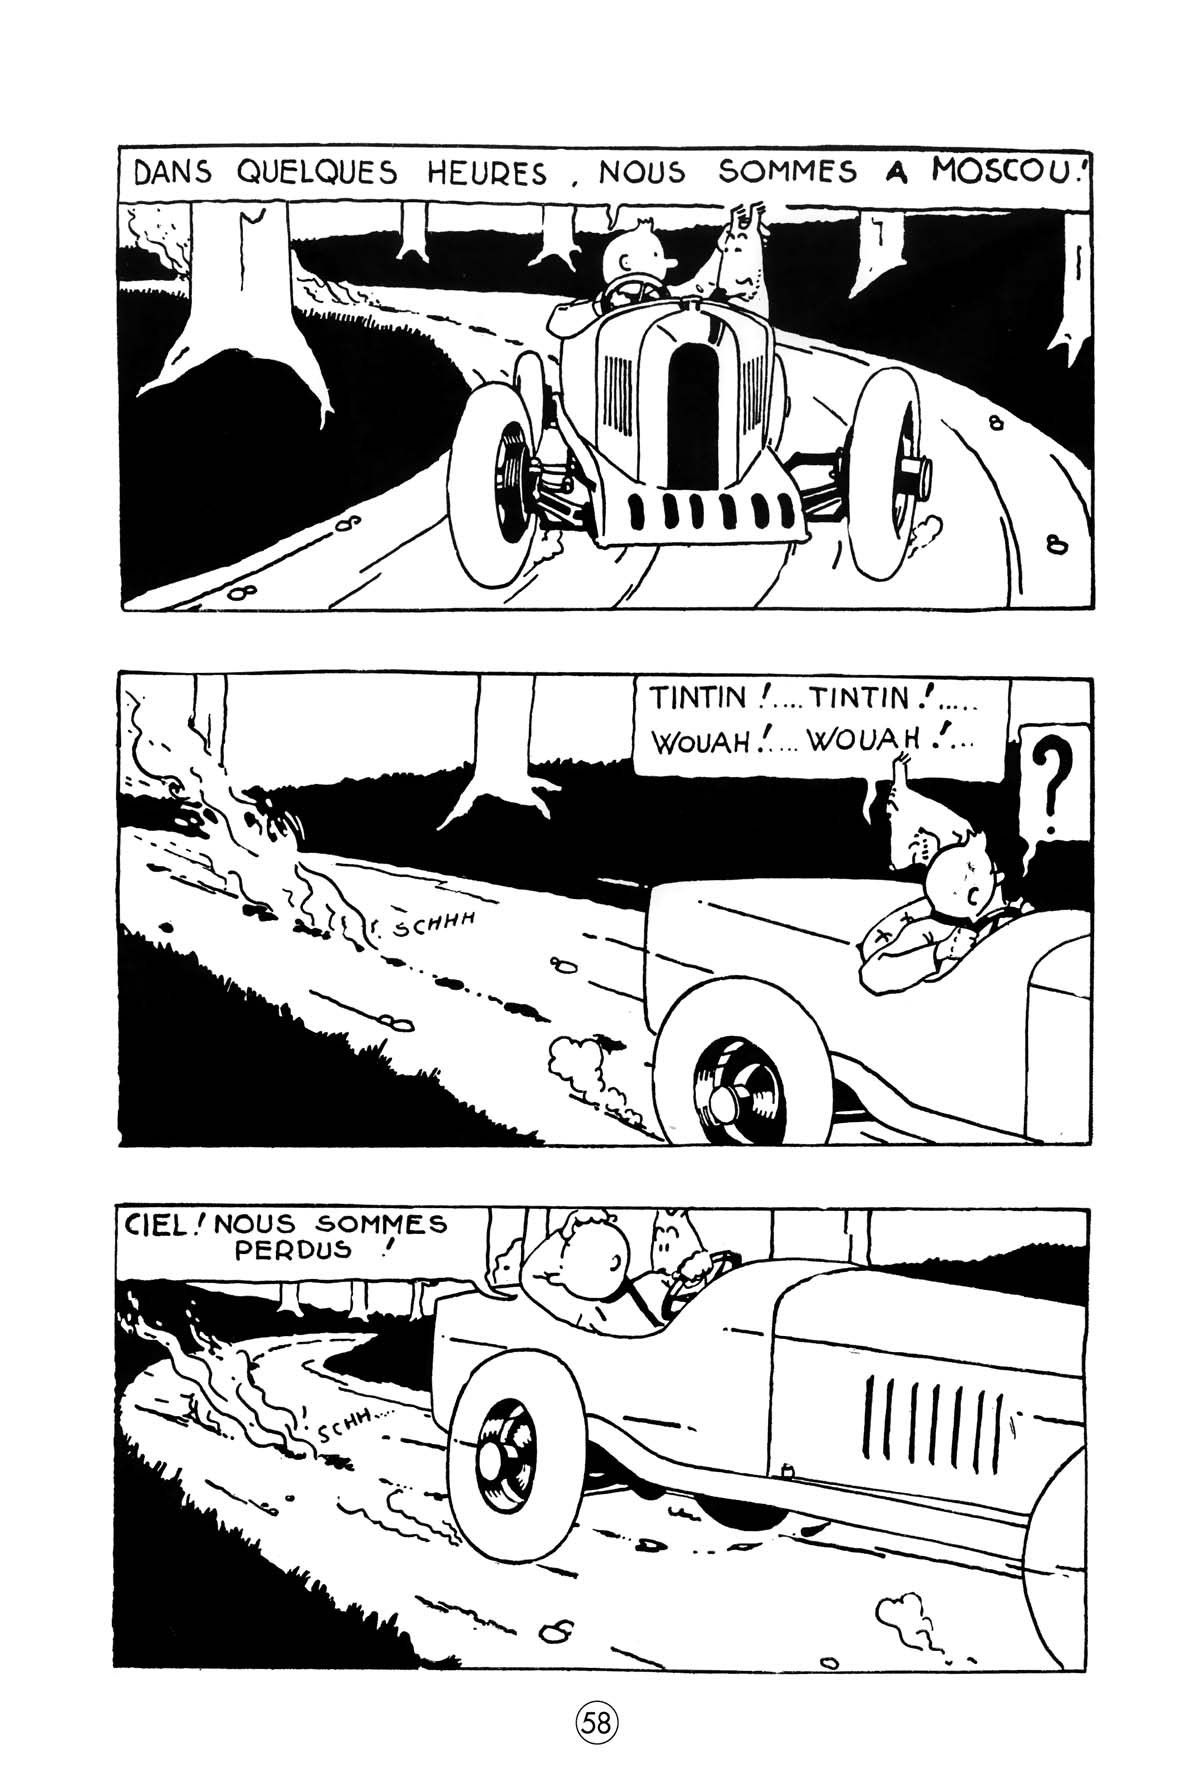 DANS QUELQUES HEURES, NOUS SOMMES A MOSCOU!
TINTIN!.... TINTIN!.....
WOUAH!.... WOUAH!...
?
! SCHHH
CIEL! NOUS SOMMES
PERDUS !
! SCHH....
58